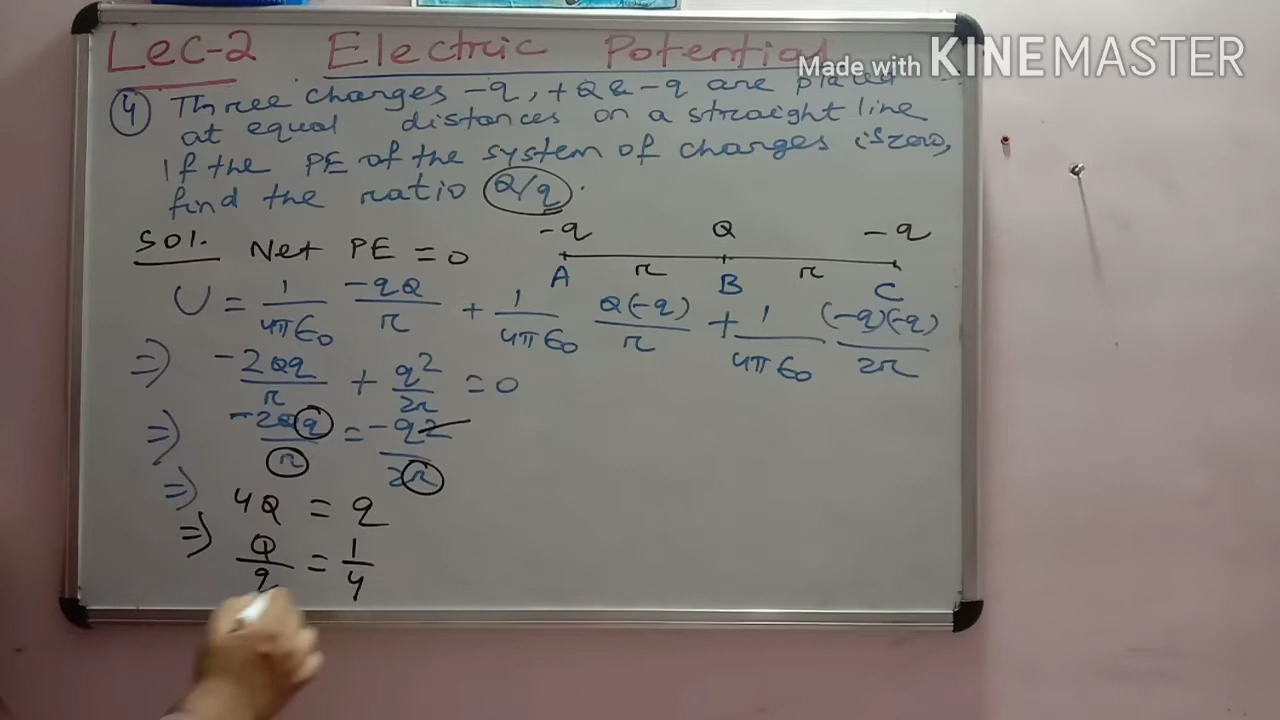 Lec-2 Electric Potential
Made with KINEMASTER
④ Three charges -q, +Q & -q are placed
at equal distances on a straight line
If the PE of the system of charges is zero,
find the ratio Q/q.
Sol. Net PE = 0
-q Q -q
r r
A B C
U = 1/4πε₀ -qQ/r + 1/4πε₀ Q(-q)/r + 1/4πε₀ (-q)(-q)/2r
⇒ -2Qq/r + q²/2r = 0
⇒ -2Qq/r = -q2/2r
⇒ 4Q = q
⇒ Q/q = 1/4